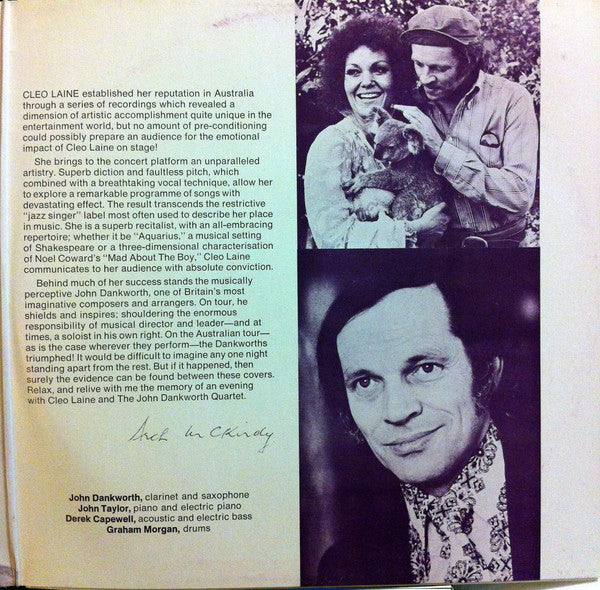 CLEO LAINE established her reputation in Australia
through a series of recordings which revealed a
dimension of artistic accomplishment quite unique in the
entertainment world, but no amount of pre-conditioning
could possibly prepare an audience for the emotional
impact of Cleo Laine on stage!
She brings to the concert platform an unparalleled
artistry. Superb diction and faultless pitch, which
combined with a breathtaking vocal technique, allow her
to explore a remarkable programme of songs with
devastating effect. The result transcends the restrictive
"jazz singer" label most often used to describe her place
in music. She is a superb recitalist, with an all-embracing
repertoire; whether it be "Aquarius," a musical setting
of Shakespeare or a three-dimensional characterisation
of Noel Coward's "Mad About The Boy," Cleo Laine
communicates to her audience with absolute conviction.
Behind much of her success stands the musically
perceptive John Dankworth, one of Britain's most
imaginative composers and arrangers. On tour, he
shields and inspires; shouldering the enormous
responsibility of musical director and leader—and at
times, a soloist in his own right. On the Australian tour—
as is the case wherever they perform—the Dankworths
triumphed! It would be difficult to imagine any one night
standing apart from the rest. But if it happened, then
surely the evidence can be found between these covers.
Relax, and relive with me the memory of an evening
with Cleo Laine and The John Dankworth Quartet.
Arch McKirdy
John Dankworth, clarinet and saxophone
John Taylor, piano and electric piano
Derek Capewell, acoustic and electric bass
Graham Morgan, drums